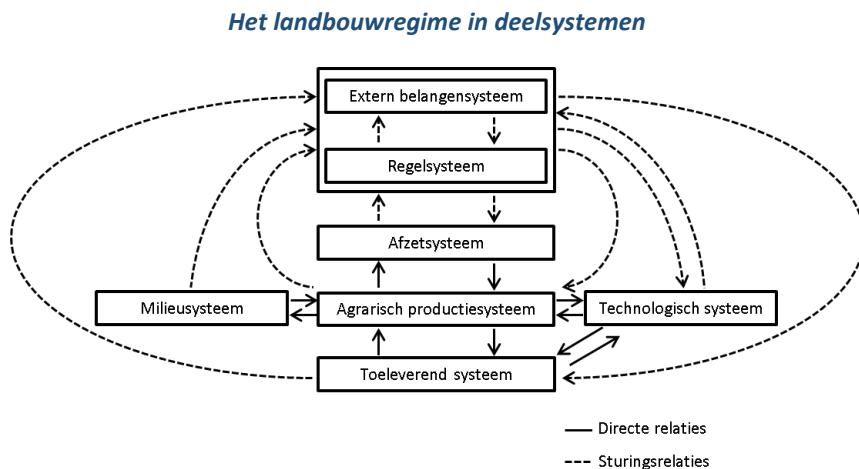 Het landbouwregime in deelsystemen
Extern belangensysteem
Regelsysteem
Afzetsysteem
Milieusysteem
Agrarisch productiesysteem
Technologisch systeem
Toeleverend systeem
Directe relaties
Sturingsrelaties